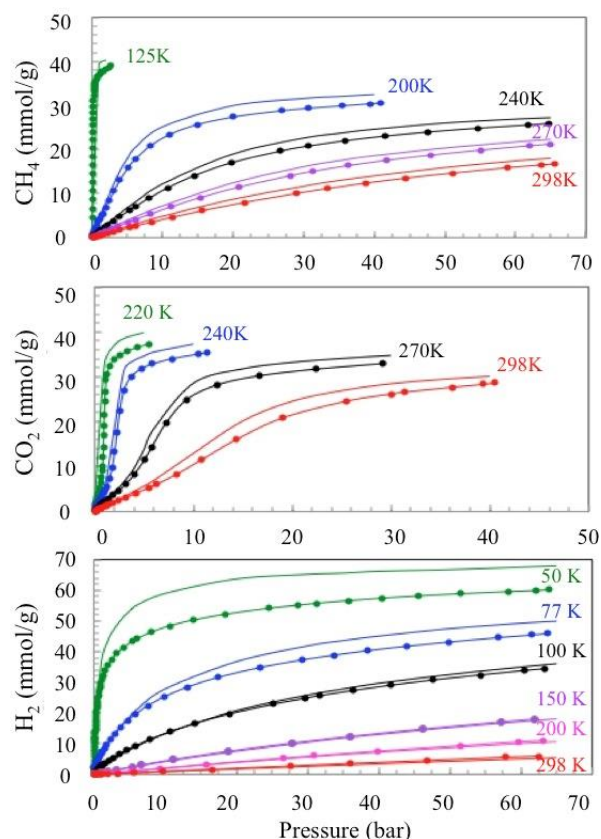 50
40
30
20
10
0
CH₄ (mmol/g)
125K
200K
240K
270K
298K
0 10 20 30 40 50 60 70
50
40
30
20
10
0
CO₂ (mmol/g)
220 K
240K
270K
298K
0 10 20 30 40 50
70
60
50
40
30
20
10
0
H₂ (mmol/g)
50 K
77 K
100 K
150 K
200 K
298 K
0 10 20 30 40 50 60 70
Pressure (bar)